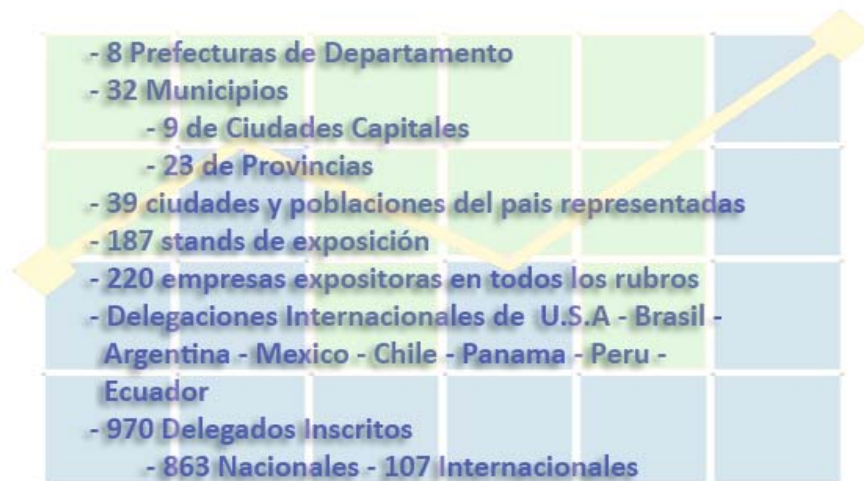 - 8 Prefecturas de Departamento
- 32 Municipios
- 9 de Ciudades Capitales
- 23 de Provincias
- 39 ciudades y poblaciones del pais representadas
- 187 stands de exposición
- 220 empresas expositoras en todos los rubros
- Delegaciones Internacionales de U.S.A - Brasil -
Argentina - Mexico - Chile - Panama - Peru -
Ecuador
- 970 Delegados Inscritos
- 863 Nacionales - 107 Internacionales